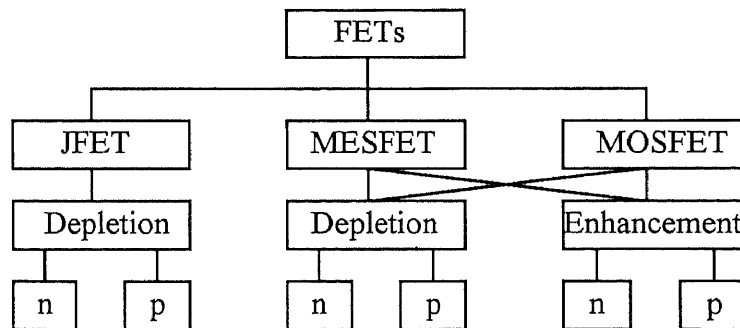 FETs
JFET MESFET MOSFET
Depletion Depletion Enhancement
n p n p n p